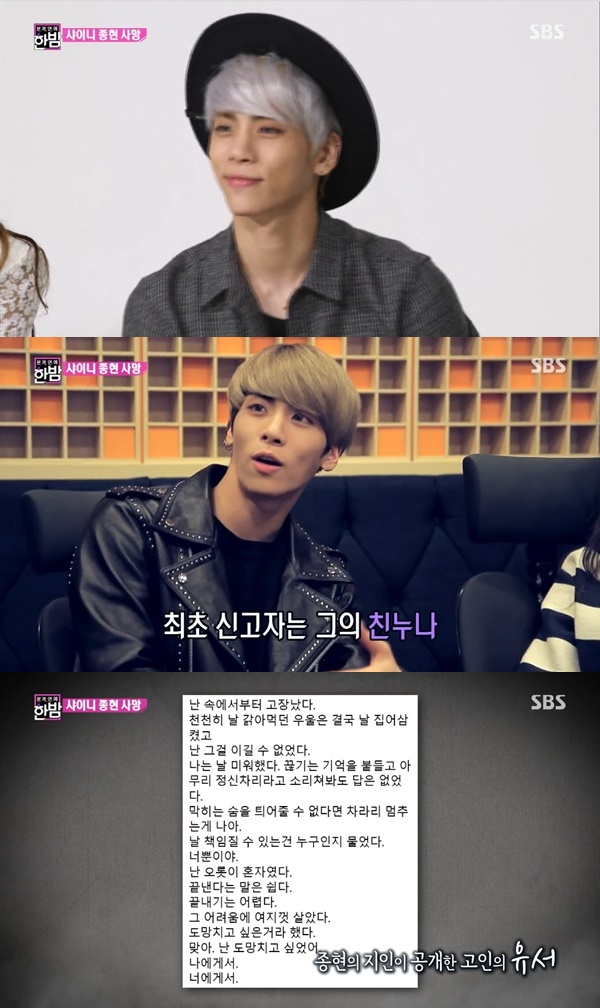 본격연예
한밤
샤이니 종현 사망
SBS
본격연예
한밤
샤이니 종현 사망
SBS
최초 신고자는 그의 친누나
본격연예
한밤
샤이니 종현 사망
SBS
난 속에서부터 고장났다.
천천히 날 갉아먹던 우울은 결국 날 집어삼
켰고
난 그걸 이길 수 없었다.
나는 날 미워했다. 끊기는 기억을 붙들고 아
무리 정신차리라고 소리쳐봐도 답은 없었
다.
막히는 숨을 틔어줄 수 없다면 차라리 멈추
는게 나아.
날 책임질 수 있는건 누구인지 물었다.
너뿐이야.
난 오롯이 혼자였다.
끝낸다는 말은 쉽다.
끝내기는 어렵다.
그 어려움에 여지껏 살았다.
도망치고 싶은거라 했다.
맞아. 난 도망치고 싶었어.
나에게서.
너에게서.
종현의 지인이 공개한 고인의 유서